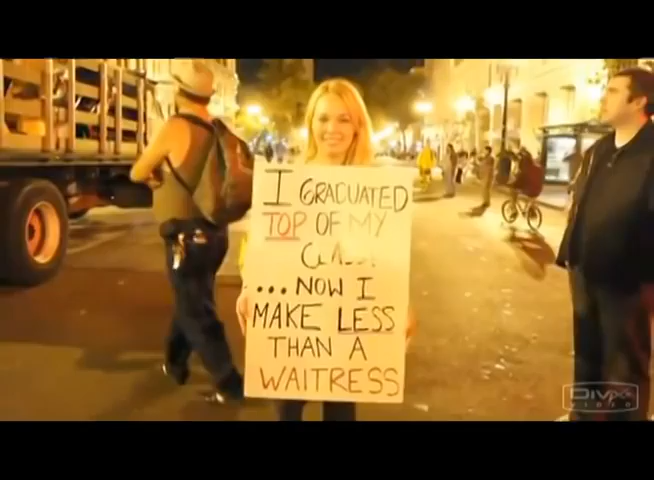 I GRADUATED
TOP OF MY
CLASS!
...NOW I
MAKE LESS
THAN A
WAITRESS
DIVX
VIDEO